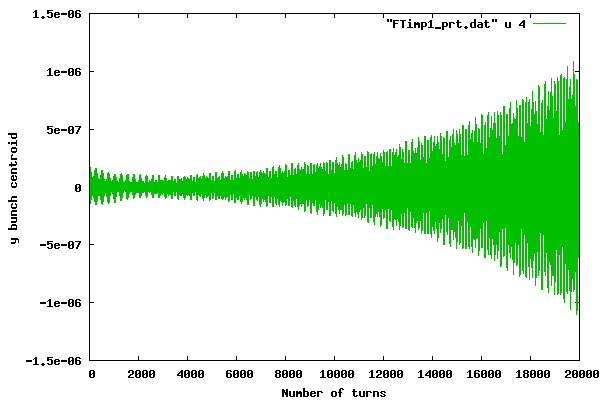 1.5e-06
"FTimp1_prt.dat" u 4
1e-06
5e-07
0
-5e-07
-1e-06
-1.5e-06
y bunch centroid
0 2000 4000 6000 8000 10000 12000 14000 16000 18000 20000
Number of turns